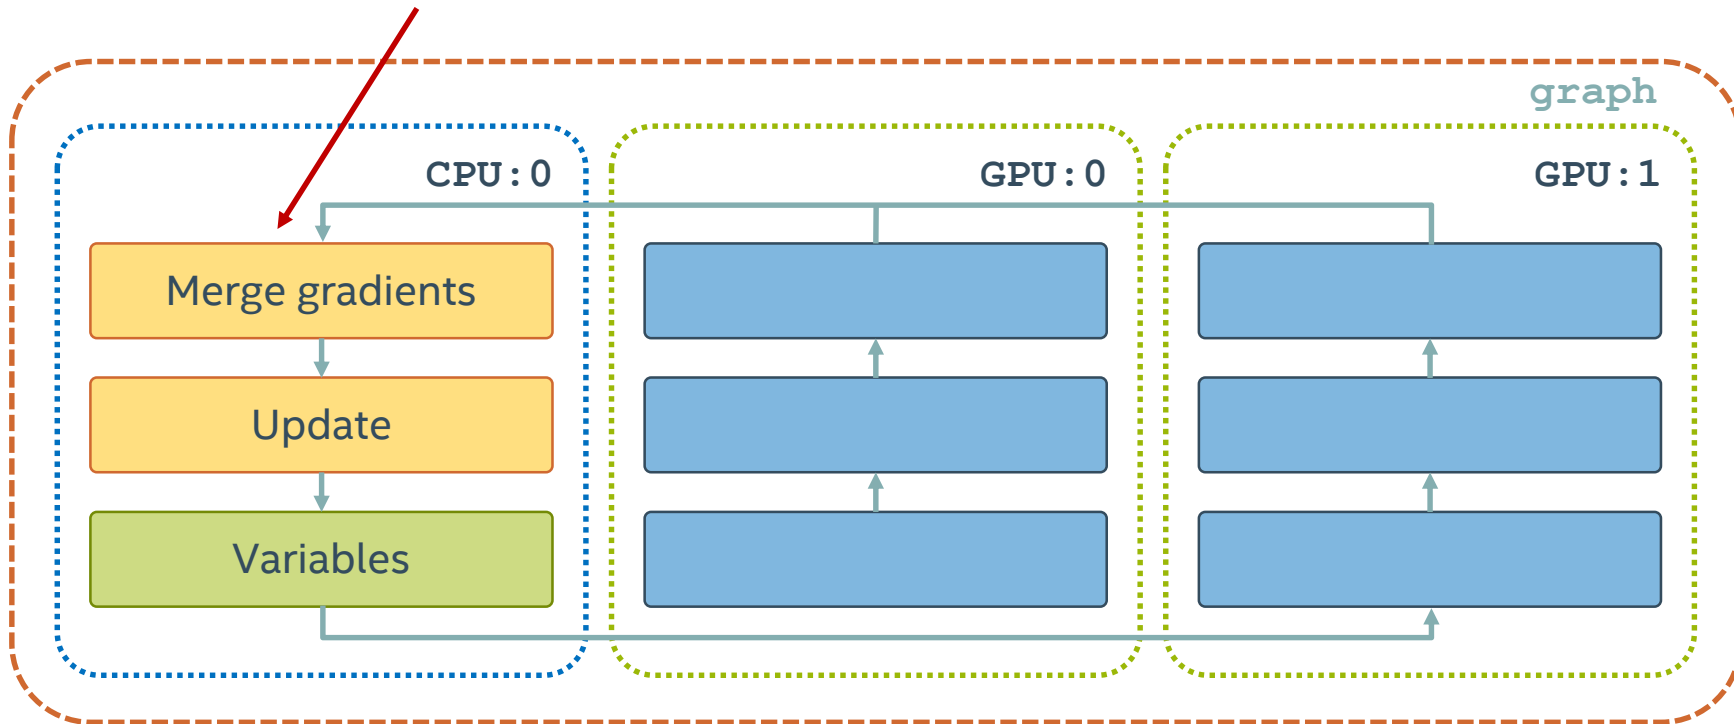 graph
CPU:0
GPU:0
GPU:1
Merge gradients
Update
Variables